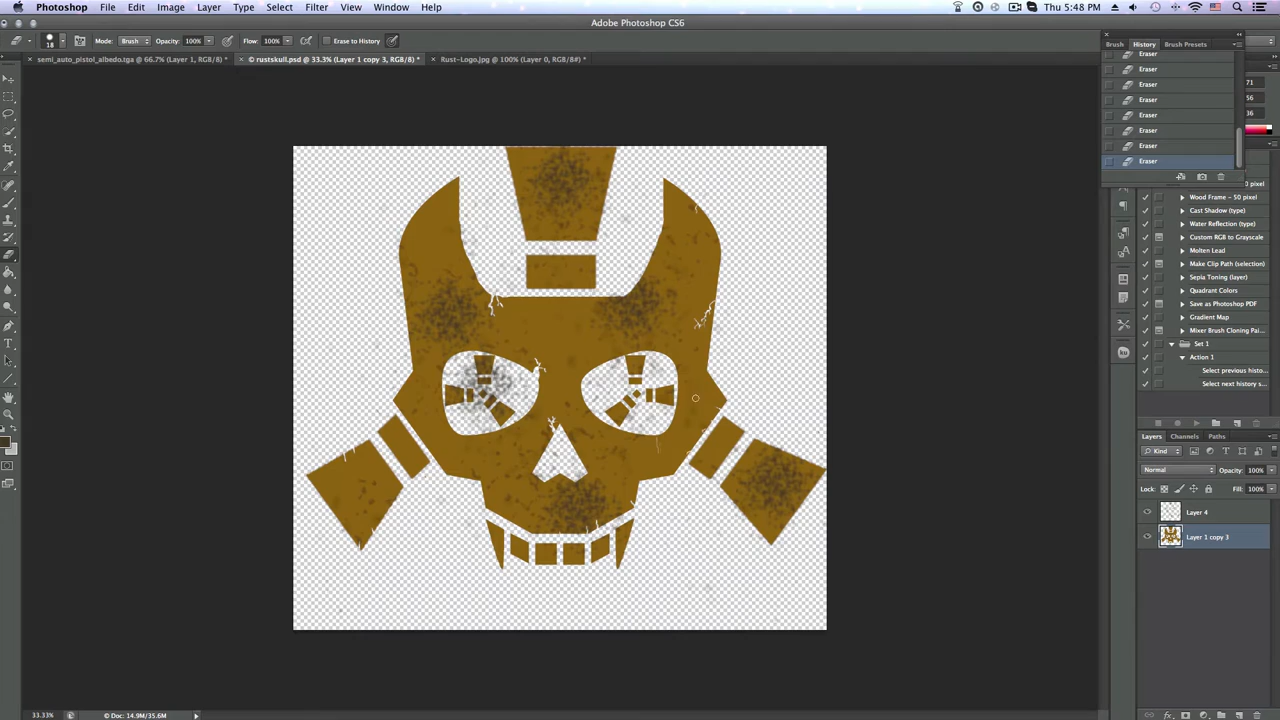 Photoshop File Edit Image Layer Type Select Filter View Window Help Thu 5:48 PM
Adobe Photoshop CS6
18 Mode: Brush Opacity: 100% Flow: 100% Erase to History
semi_auto_pistol_albedo.tga @ 66.7% (Layer 1, RGB/8) *
© rustskull.psd @ 33.3% (Layer 1 copy 3, RGB/8) *
Rust-Logo.jpg @ 100% (Layer 0, RGB/8#) *
Brush History Brush Presets
Eraser
Eraser
Eraser
Eraser
Eraser
Eraser
Eraser
Eraser
71
56
36
0 pixel)
Wood Frame - 50 pixel
Cast Shadow (type)
Water Reflection (type)
Custom RGB to Grayscale
Molten Lead
Make Clip Path (selection)
Sepia Toning (layer)
Quadrant Colors
Save as Photoshop PDF
Gradient Map
Mixer Brush Cloning Pai...
Set 1
Action 1
Select previous histo...
Select next history s...
Layers Channels Paths
Kind
Normal Opacity: 100%
Lock: Fill: 100%
Layer 4
Layer 1 copy 3
33.33% © Doc: 14.9M/35.6M